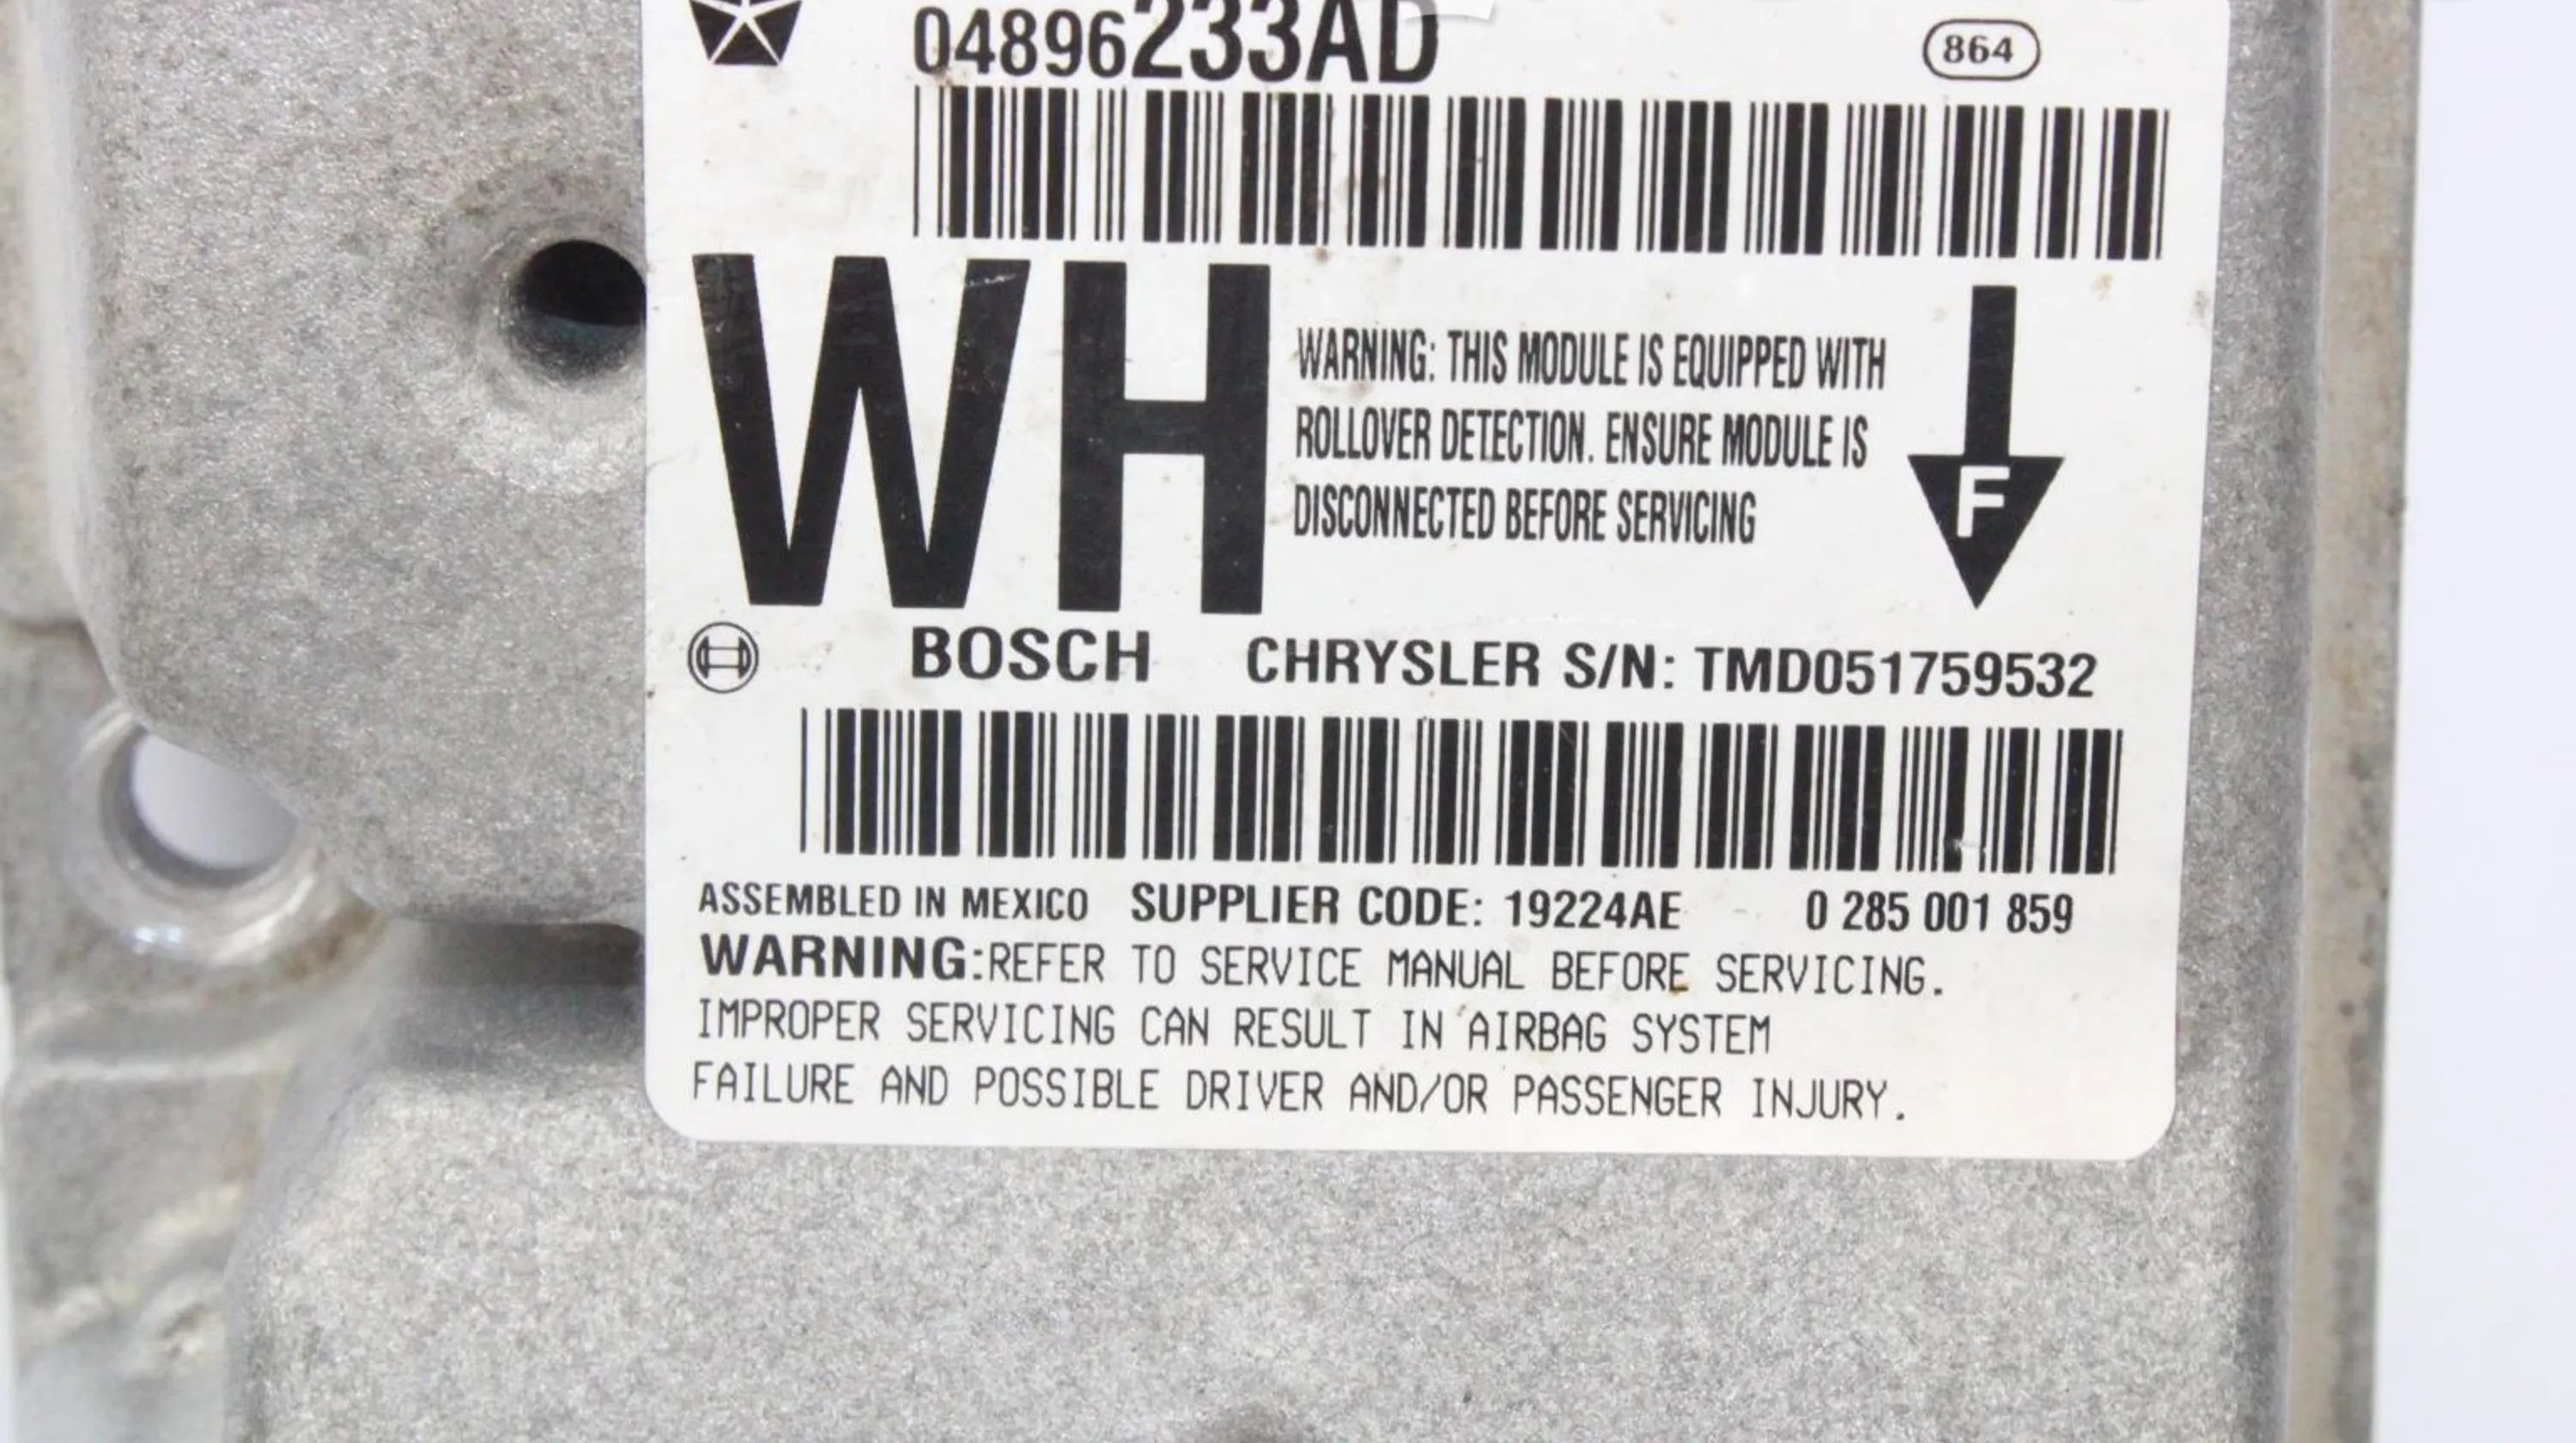 04896233AD
864
WH
WARNING: THIS MODULE IS EQUIPPED WITH
ROLLOVER DETECTION. ENSURE MODULE IS
DISCONNECTED BEFORE SERVICING
F
BOSCH CHRYSLER S/N: TMD051759532
ASSEMBLED IN MEXICO SUPPLIER CODE: 19224AE 0 285 001 859
WARNING:REFER TO SERVICE MANUAL BEFORE SERVICING.
IMPROPER SERVICING CAN RESULT IN AIRBAG SYSTEM
FAILURE AND POSSIBLE DRIVER AND/OR PASSENGER INJURY.